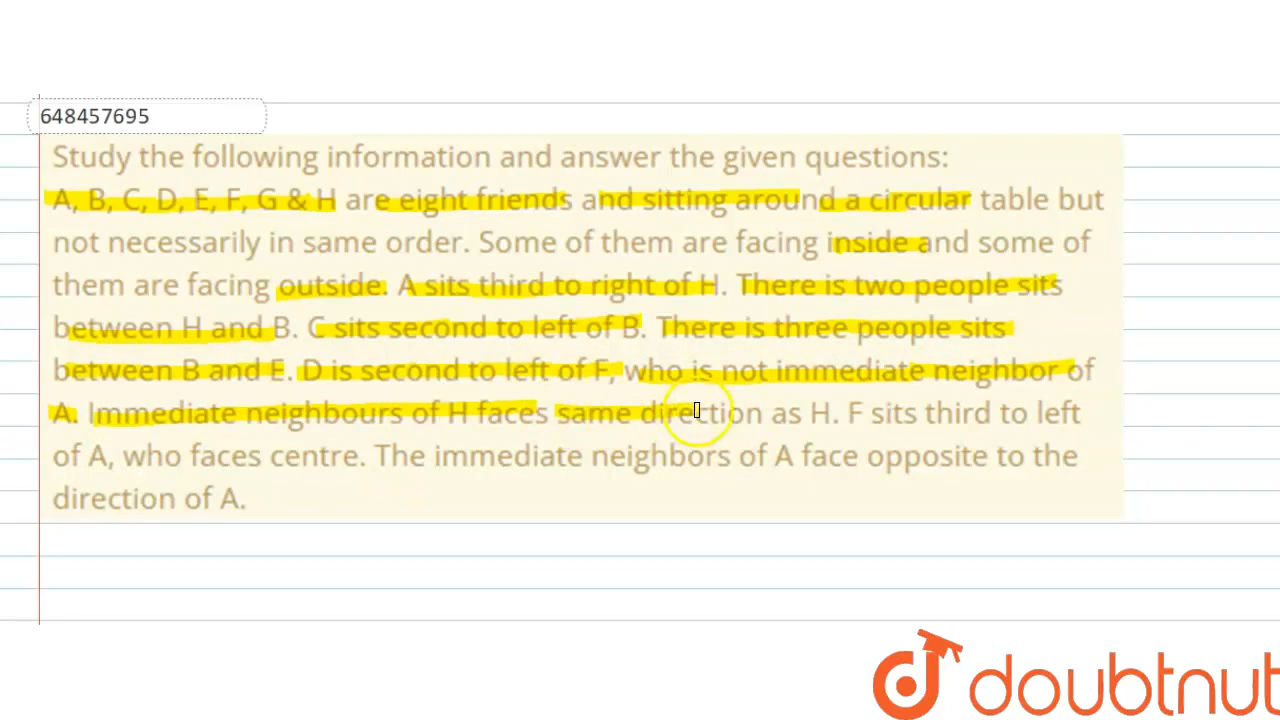 648457695
Study the following information and answer the given questions:
A, B, C, D, E, F, G & H are eight friends and sitting around a circular table but
not necessarily in same order. Some of them are facing inside and some of
them are facing outside. A sits third to right of H. There is two people sits
between H and B. C sits second to left of B. There is three people sits
between B and E. D is second to left of F, who is not immediate neighbor of
A. Immediate neighbours of H faces same direction as H. F sits third to left
of A, who faces centre. The immediate neighbors of A face opposite to the
direction of A.
doubtnut